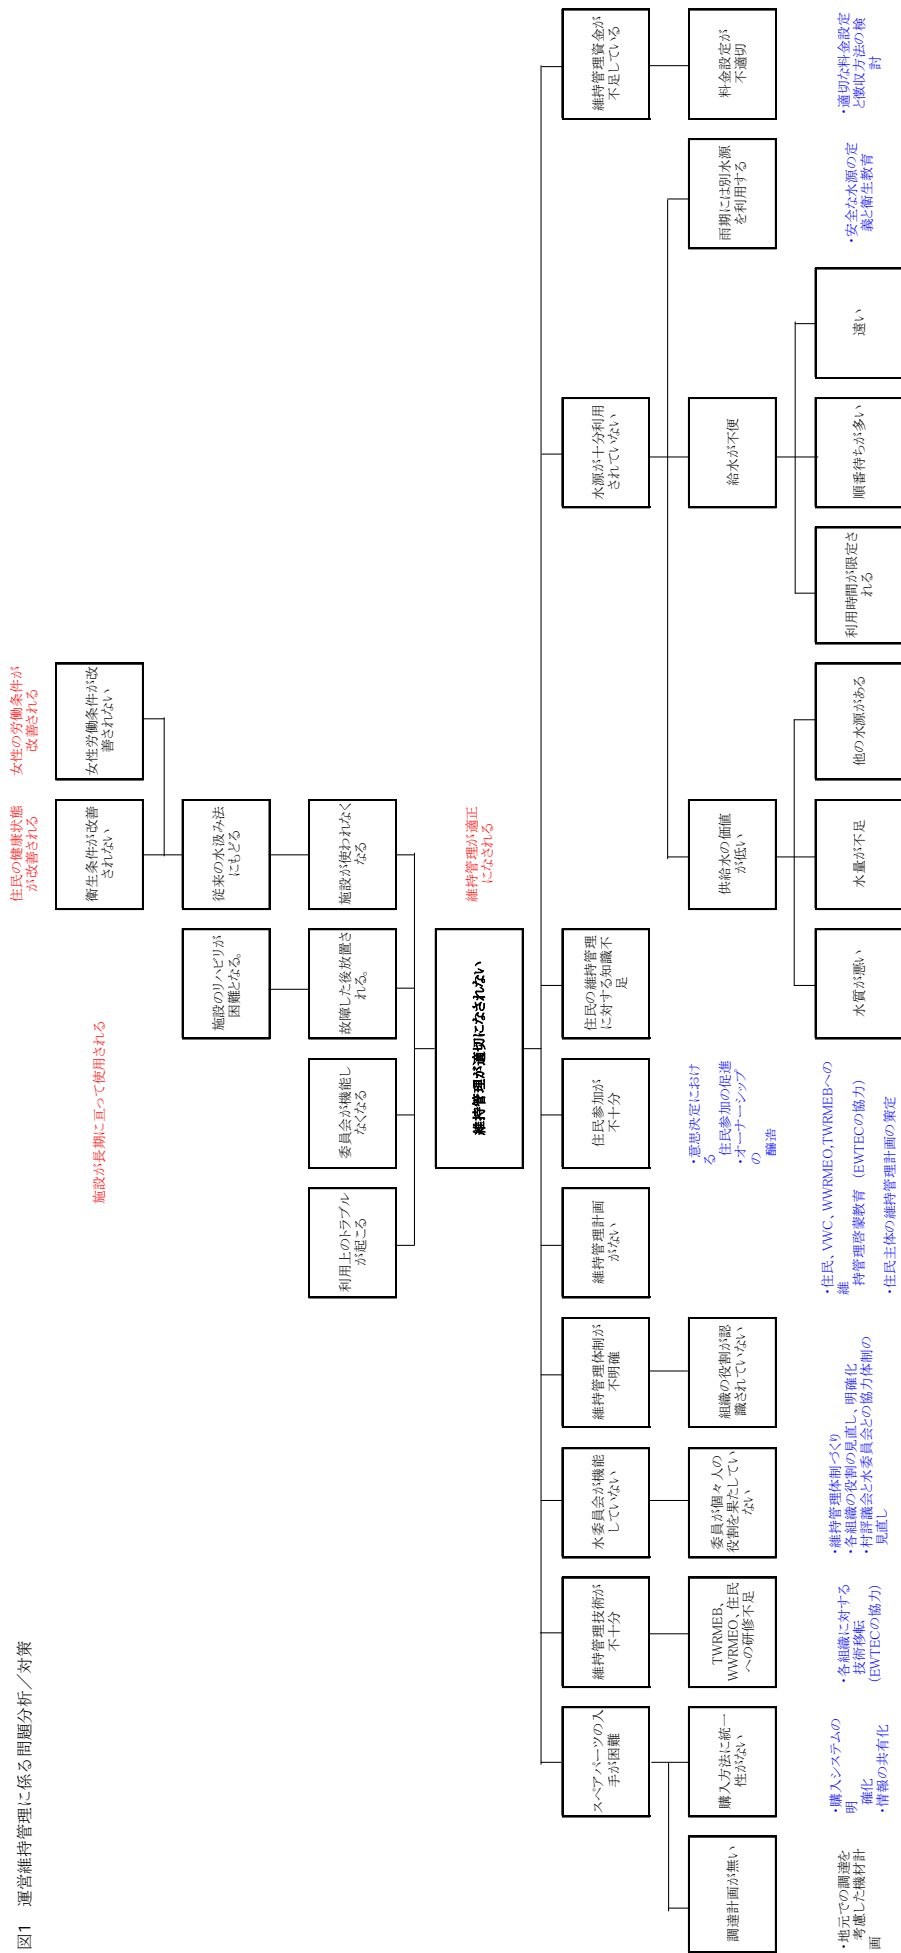 図1　運営維持管理に係る問題分析／対策
住民の健康状態
が改善される
女性の労働条件が
改善される
施設が長期に亘って使用される
衛生条件が改善
されない
女性労働条件が改
善されない
施設のリハビリが
困難となる。
従来の水汲み法
にもどる
利用上のトラブル
が起こる
委員会が機能し
なくなる
故障した後放置さ
れる。
施設が使われなく
なる
維持管理が適切になされない
維持管理が適正
になされる
スペアパーツの入
手が困難
維持管理技術が
不十分
水委員会が機能
していない
維持管理体制が
不明確
維持管理計画
がない
住民参加が
不十分
住民の維持管理
に対する知識不
足
水源が十分利用
されていない
維持管理資金が
不足している
調達計画が無い
購入方法に統一
性がない
TWRMEB、
WWRMEO、住民
への研修不足
委員が個々人の
役割を果たしてい
ない
組織の役割が認
識されていない
・意思決定におけ
る
住民参加の促進
・オーナーシップ
の
醸造
供給水の価値
が低い
給水が不便
雨期には別水源
を利用する
料金設定が
不適切
水質が悪い
水量が不足
他の水源がある
利用時間が限定さ
れる
順番待ちが多い
遠い
・地元での調達を
考慮した機材計
画
・購入システムの
明
確化
・情報の共有化
・各組織に対する
技術移転
（EWTECの協力）
・維持管理体制づくり
・各組織の役割の見直し、明確化
・村評議会と水委員会との協力体制の
見直し
・住民、VWC、WWRMEO,TWRMEBへの
維
持管理啓蒙教育　（EWTECの協力）
・住民主体の維持管理計画の策定
・安全な水源の定
義と衛生教育
・適切な料金設定
と徴収方法の検
討